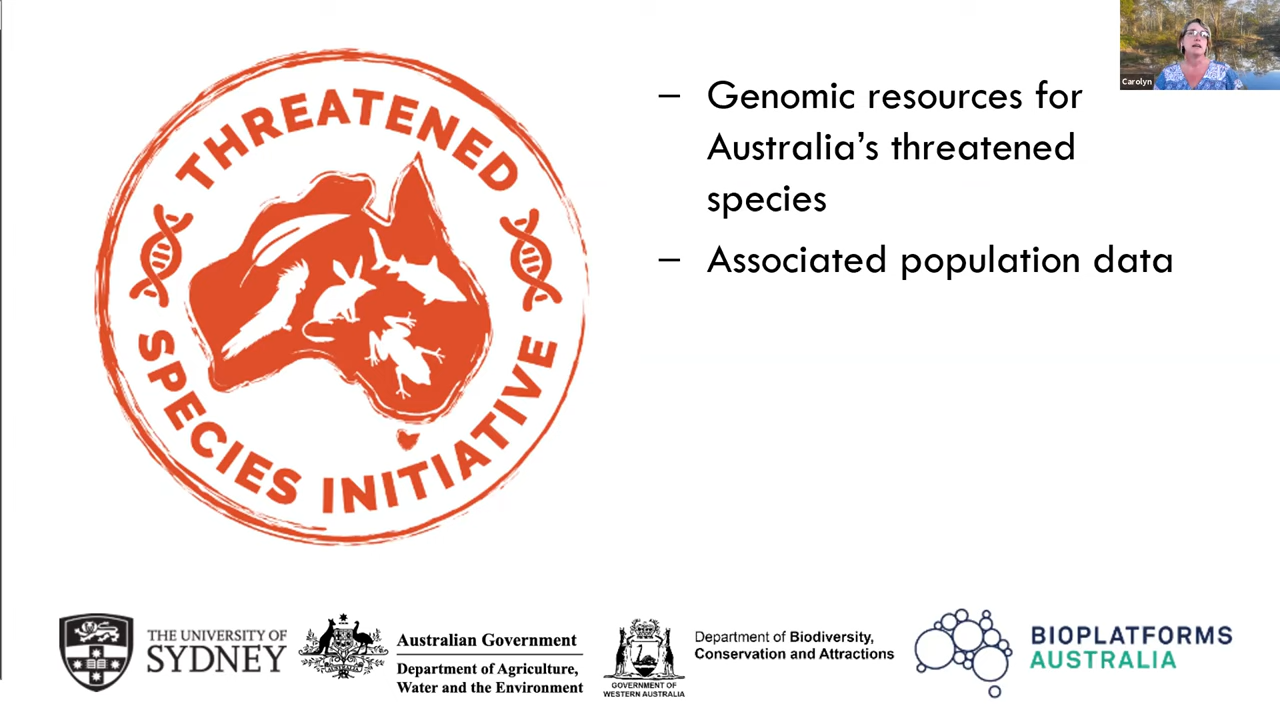 THREATENED
SPECIES INITIATIVE
– Genomic resources for
Australia’s threatened
species
– Associated population data
Carolyn
THE UNIVERSITY OF
SYDNEY
Australian Government
Department of Agriculture,
Water and the Environment
GOVERNMENT OF
WESTERN AUSTRALIA
Department of Biodiversity,
Conservation and Attractions
BIOPLATFORMS
AUSTRALIA